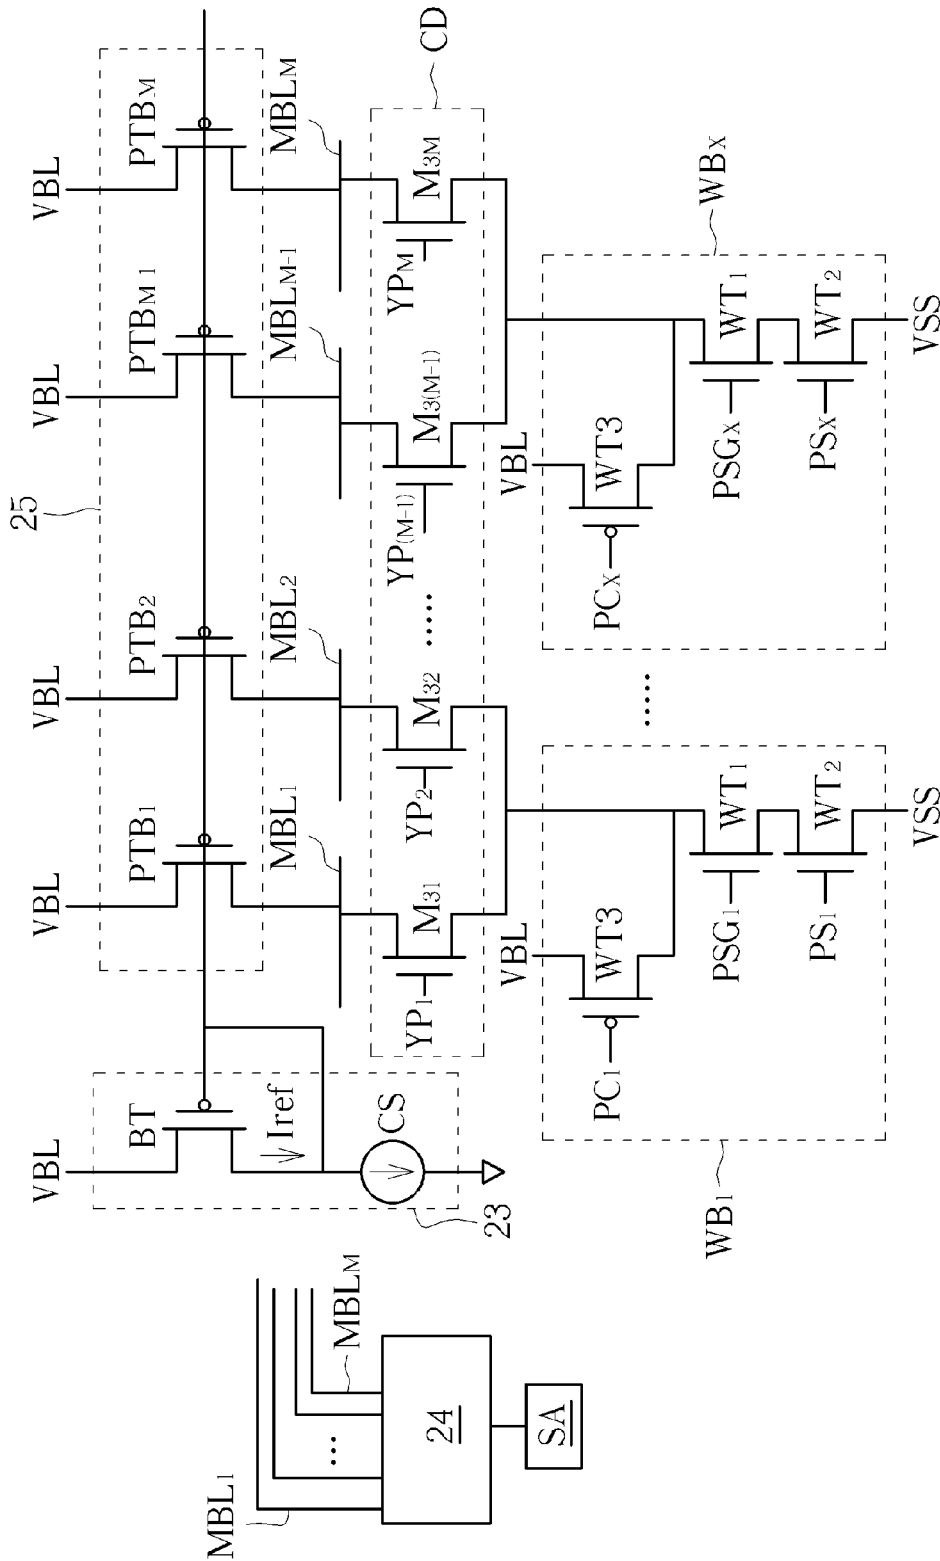 25
VBL
VBL
VBL
VBL
VBL
BT
PTB1
PTB2
PTBM 1
PTBM
MBL1
Iref
MBL1
MBL2
MBLM-1
MBLM
MBLM
...
CS
24
YP1
M31
YP2
M32
.....
YP(M-1)
M3(M-1)
YPM
M3M
CD
23
SA
VBL
VBL
PC1
WT3
PCX
WT3
.....
WB1
PSG1
WT1
PSGX
WT1
WBX
PS1
WT2
PSX
WT2
VSS
VSS